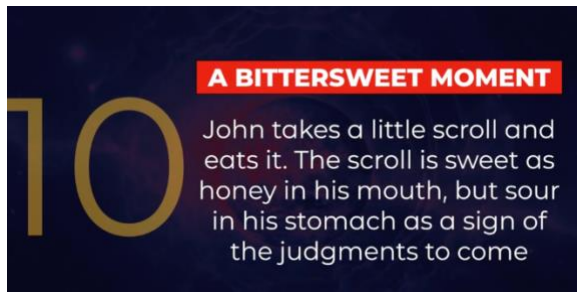 10
A BITTERSWEET MOMENT
John takes a little scroll and
eats it. The scroll is sweet as
honey in his mouth, but sour
in his stomach as a sign of
the judgments to come